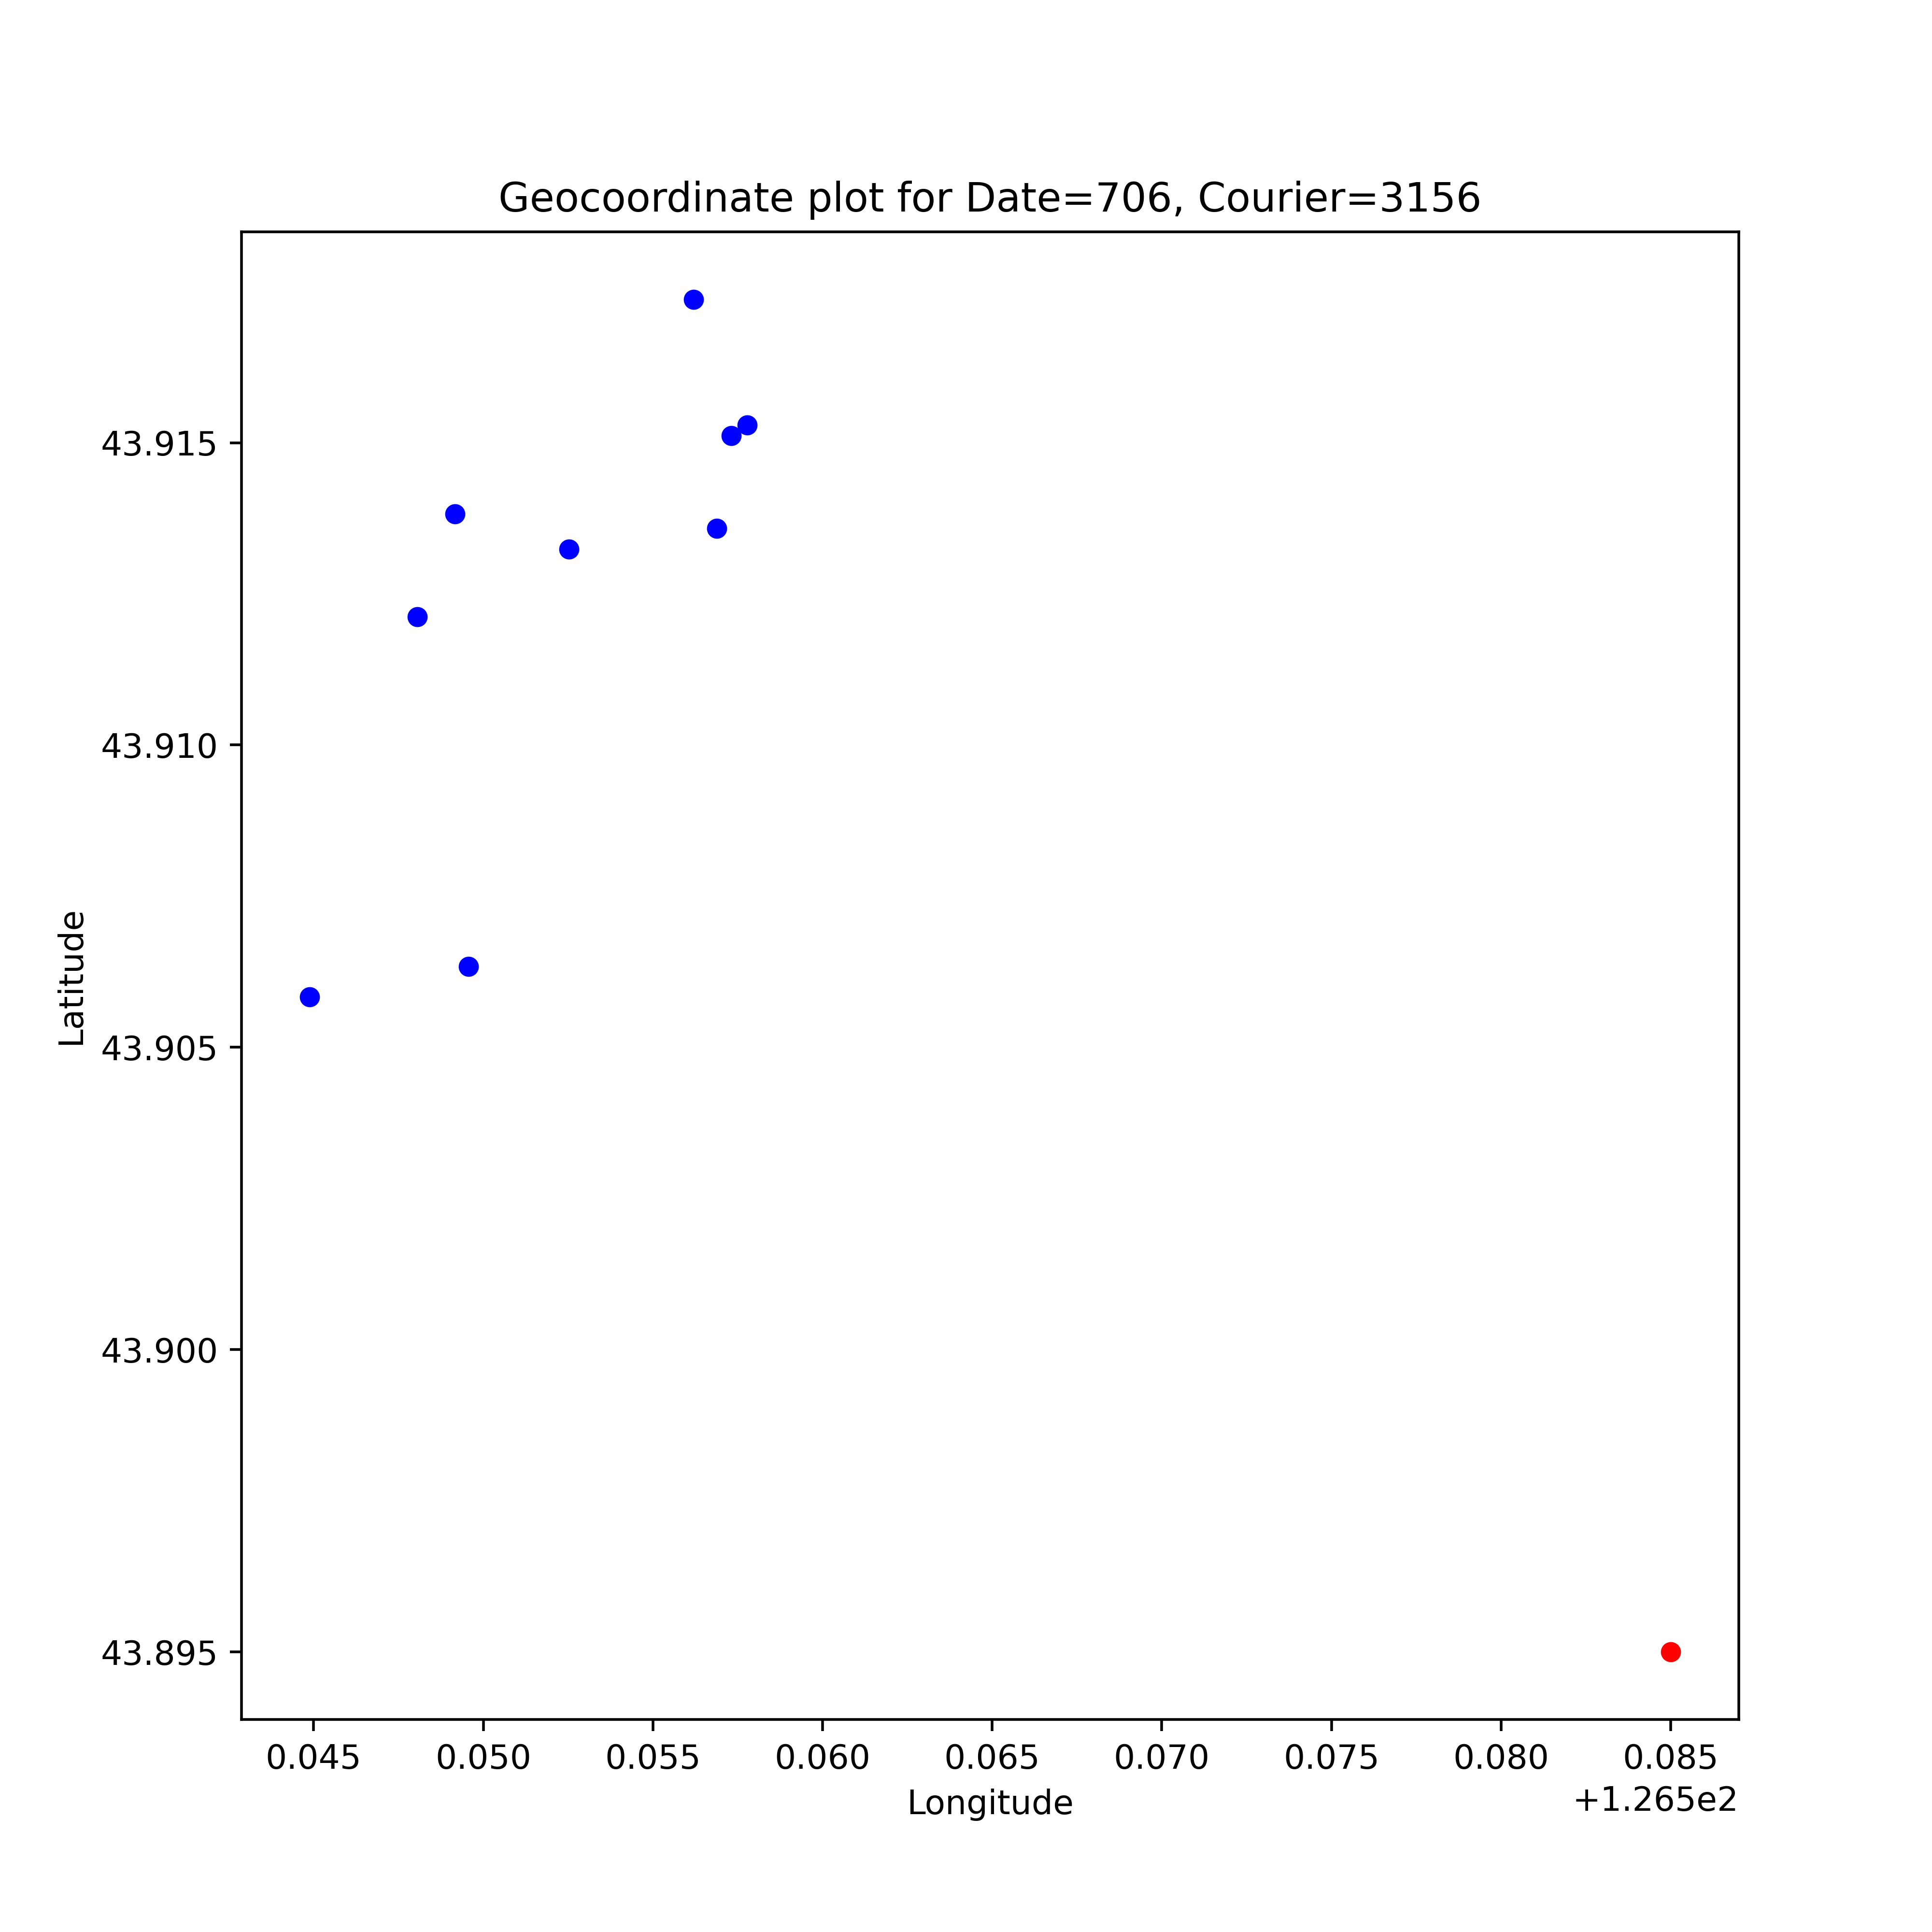 Geocoordinate plot for Date=706, Courier=3156
43.915
43.910
43.905
43.900
43.895
Latitude
0.045 0.050 0.055 0.060 0.065 0.070 0.075 0.080 0.085
Longitude
+1.265e2